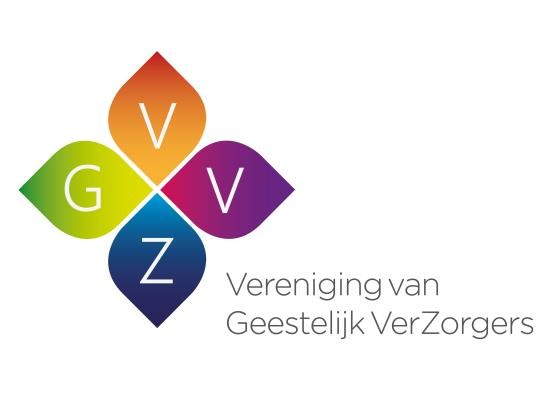 V
G V
Z
Vereniging van
Geestelijk VerZorgers